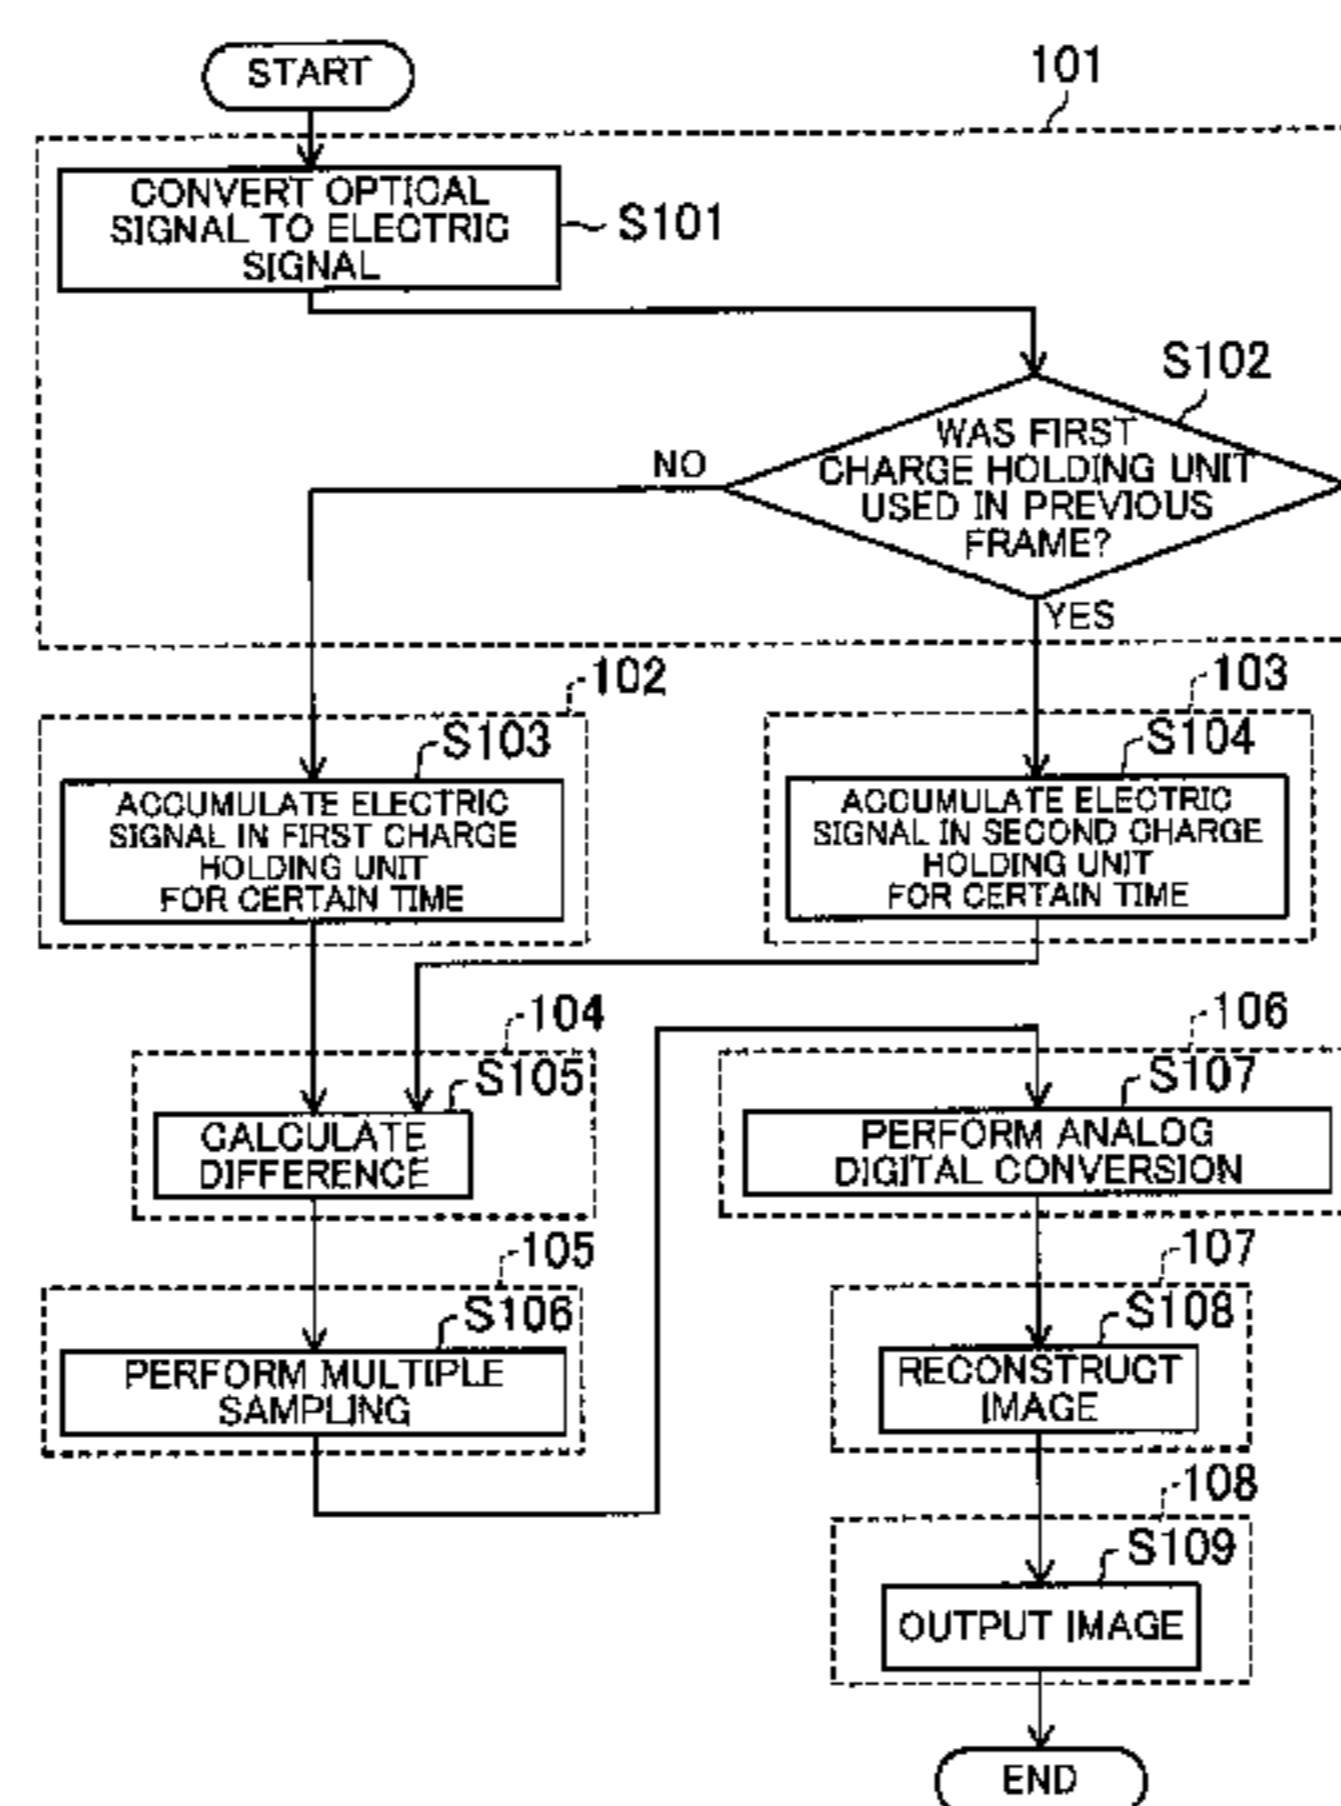 START
101
CONVERT OPTICAL
SIGNAL TO ELECTRIC
SIGNAL
S101
S102
WAS FIRST
CHARGE HOLDING UNIT
USED IN PREVIOUS
FRAME?
NO
YES
102
S103
ACCUMULATE ELECTRIC
SIGNAL IN FIRST CHARGE
HOLDING UNIT
FOR CERTAIN TIME
103
S104
ACCUMULATE ELECTRIC
SIGNAL IN SECOND CHARGE
HOLDING UNIT
FOR CERTAIN TIME
104
S105
CALCULATE
DIFFERENCE
105
S106
PERFORM MULTIPLE
SAMPLING
106
S107
PERFORM ANALOG
DIGITAL CONVERSION
107
S108
RECONSTRUCT
IMAGE
108
S109
OUTPUT IMAGE
END